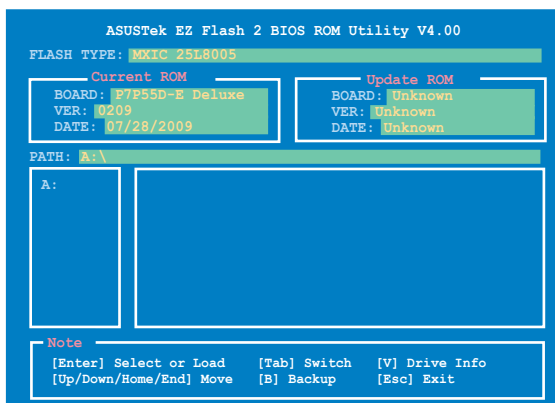 ASUSTek EZ Flash 2 BIOS ROM Utility V4.00
FLASH TYPE: MXIC 25L8005
Current ROM
BOARD: P7P55D-E Deluxe
VER: 0209
DATE: 07/28/2009
Update ROM
BOARD: Unknown
VER: Unknown
DATE: Unknown
PATH: A:\
A:
Note
[Enter] Select or Load [Tab] Switch [V] Drive Info
[Up/Down/Home/End] Move [B] Backup [Esc] Exit